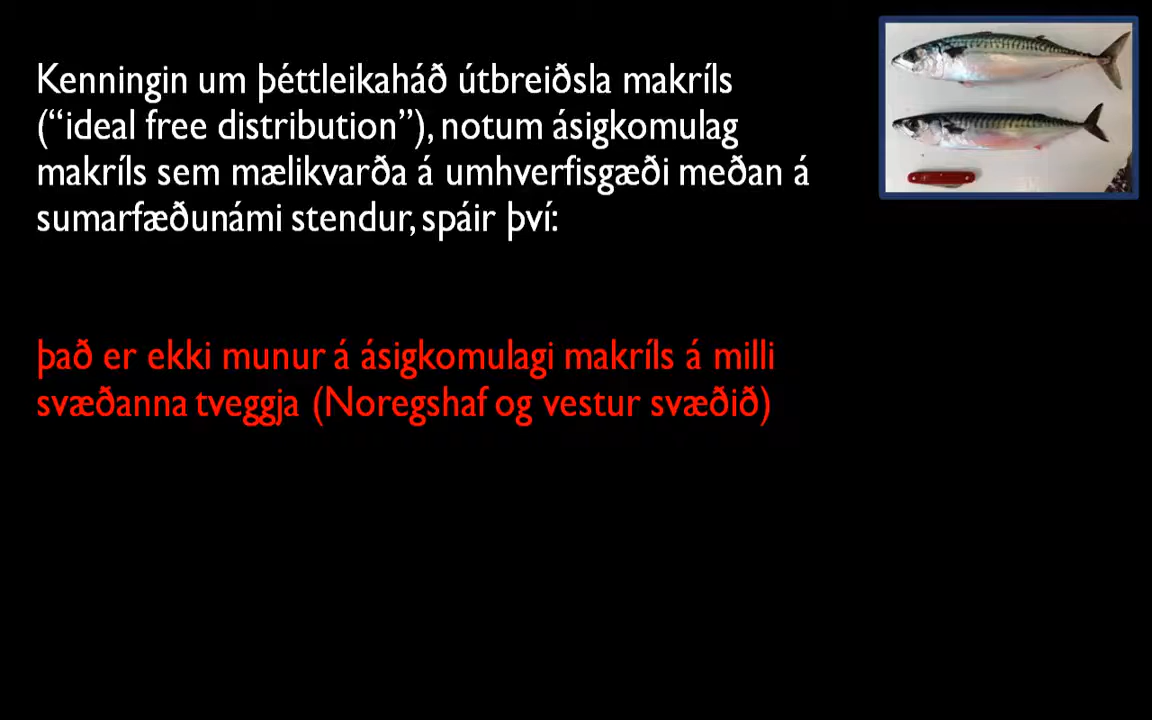 Kenningin um þéttleikaháð útbreiðsla makríls
(“ideal free distribution”), notum ásigkomulag
makríls sem mælikvarða á umhverfisgæði meðan á
sumarfæðunámi stendur, spáir því:
það er ekki munur á ásigkomulagi makríls á milli
svæðanna tveggja (Noregshaf og vestur svæðið)